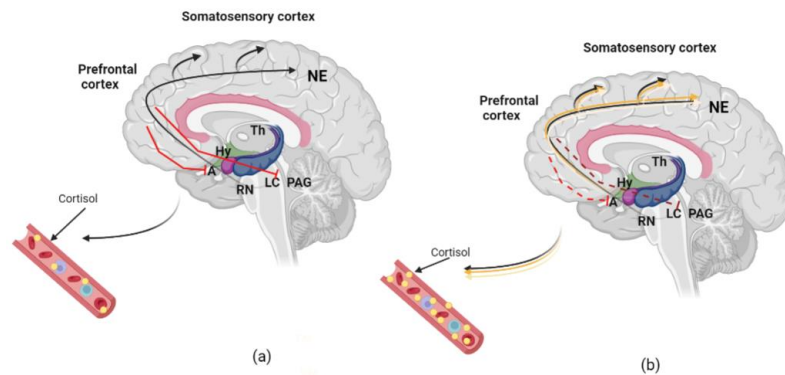 Somatosensory cortex
Prefrontal
cortex
NE
Th
Hy
A
RN
LC
PAG
Cortisol
(a)
Somatosensory cortex
Prefrontal
cortex
NE
Th
Hy
A
RN
LC
PAG
Cortisol
(b)